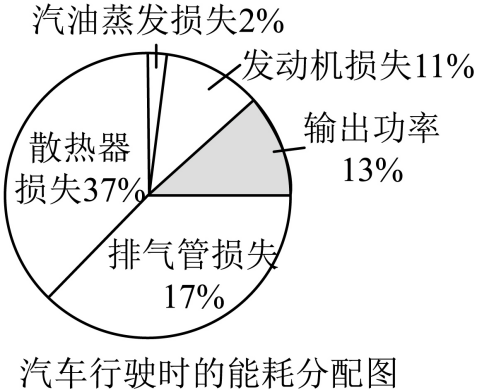 汽油蒸发损失2%
发动机损失11%
输出功率
13%
散热器
损失37%
排气管损失
17%
汽车行驶时的能耗分配图